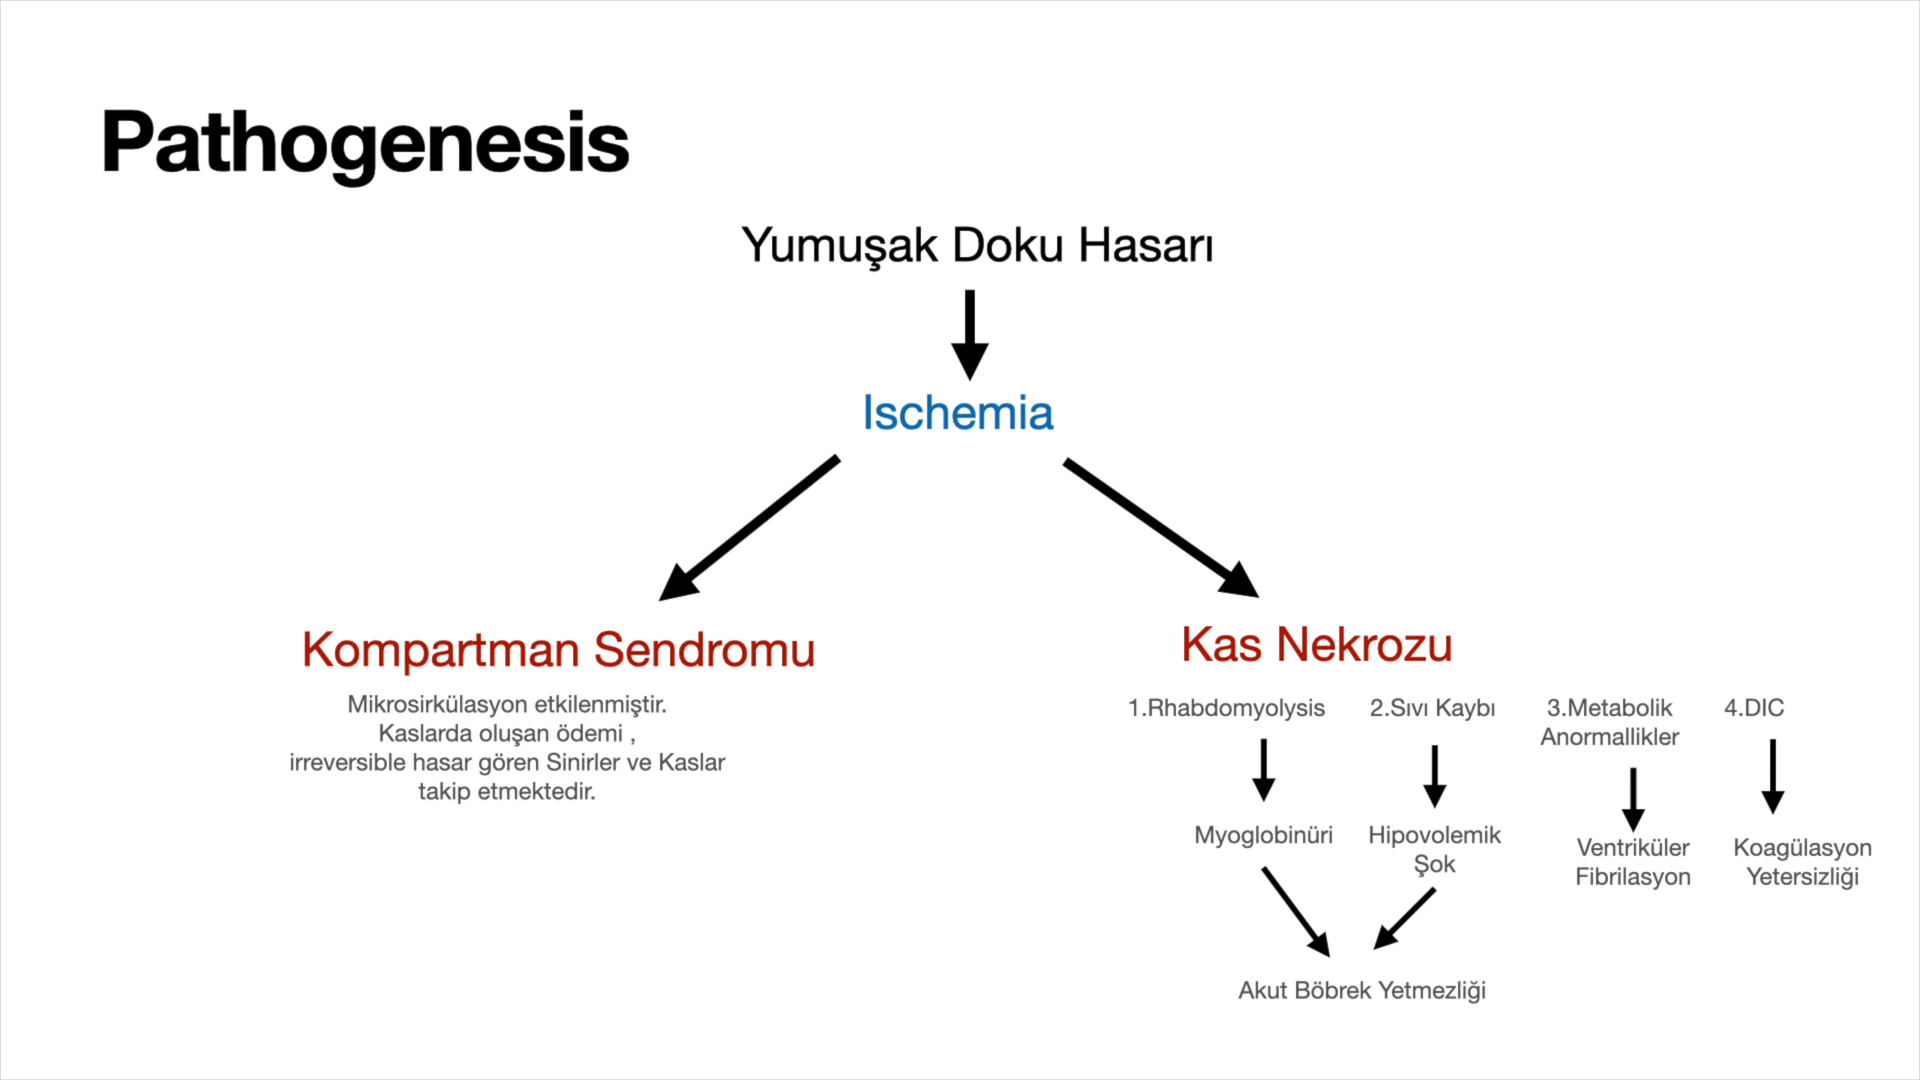 Pathogenesis
Yumuşak Doku Hasarı
Ischemia
Kompartman Sendromu
Mikrosirkülasyon etkilenmiştir.
Kaslarda oluşan ödemi ,
irreversible hasar gören Sinirler ve Kaslar
takip etmektedir.
Kas Nekrozu
1.Rhabdomyolysis
2.Sıvı Kaybı
3.Metabolik
Anormallikler
4.DIC
Myoglobinüri
Hipovolemik
Şok
Ventriküler
Fibrilasyon
Koagülasyon
Yetersizliği
Akut Böbrek Yetmezliği